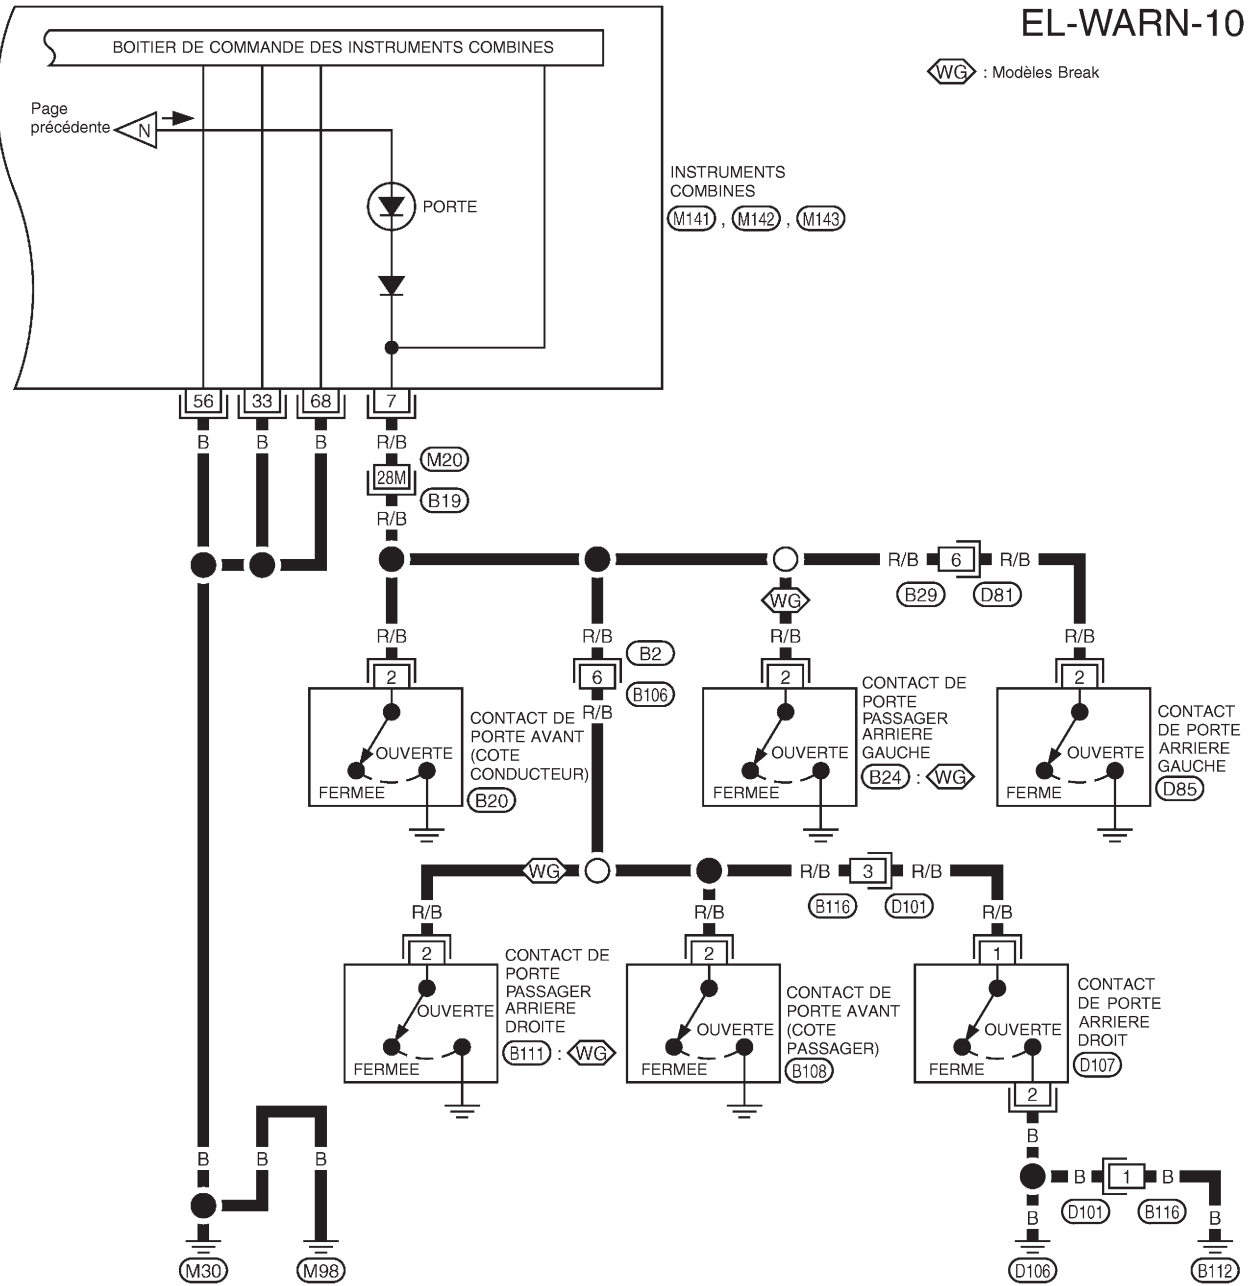 EL-WARN-10
BOITIER DE COMMANDE DES INSTRUMENTS COMBINES
WG : Modèles Break
Page
précédente
N
INSTRUMENTS
COMBINES
M141 , M142 , M143
PORTE
56 33 68 7
B B B R/B
M20
28M
B19
R/B
R/B 6 R/B
B29 D81
WG
R/B R/B R/B R/B
B2
2 6 2 2
B106
R/B
CONTACT DE
PORTE AVANT
(COTE
CONDUCTEUR)
B20
OUVERTE
FERMEE
CONTACT DE
PORTE
PASSAGER
ARRIERE
GAUCHE
B24 : WG
OUVERTE
FERMEE
CONTACT
DE PORTE
ARRIERE
GAUCHE
D85
OUVERTE
FERME
WG
R/B 3 R/B
B116 D101
R/B R/B R/B
2 2 1
CONTACT DE
PORTE
PASSAGER
ARRIERE
DROITE
B111 : WG
OUVERTE
FERMEE
CONTACT DE
PORTE AVANT
(COTE
PASSAGER)
B108
OUVERTE
FERMEE
CONTACT
DE PORTE
ARRIERE
DROIT
D107
OUVERTE
FERME
2
B
B B B
B 1 B
D101 B116
B B
M30 M98 D106 B112